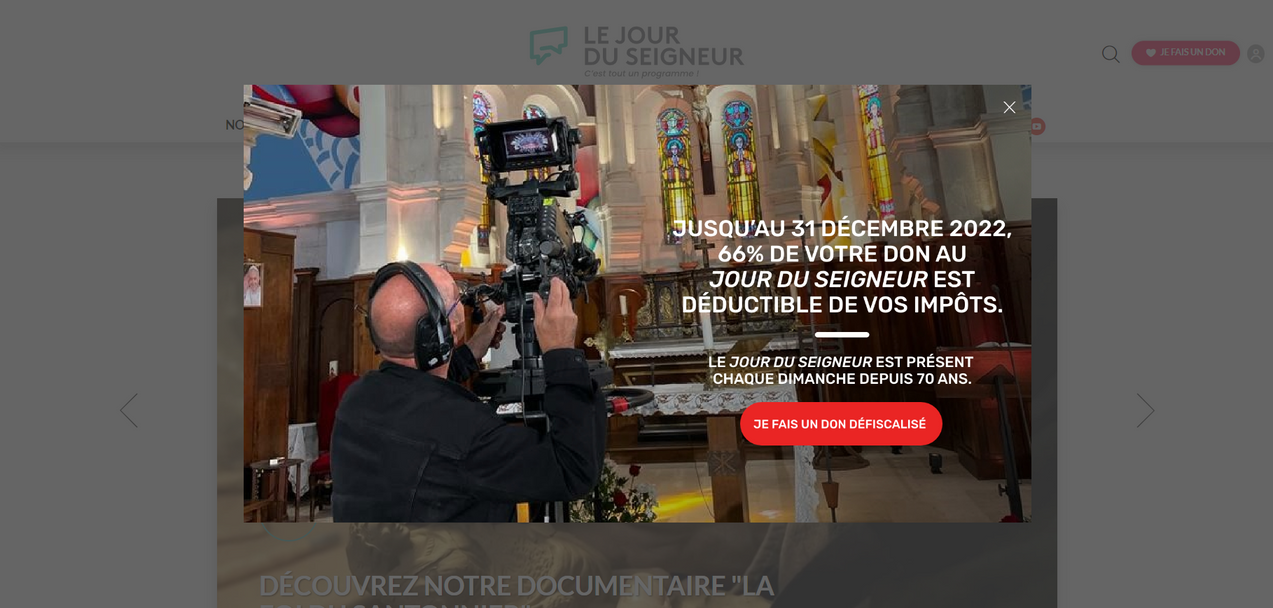 LE JOUR
DU SEIGNEUR
C'est tout un programme !
JE FAIS UN DON
JUSQU'AU 31 DÉCEMBRE 2022,
66% DE VOTRE DON AU
JOUR DU SEIGNEUR EST
DÉDUCTIBLE DE VOS IMPÔTS.
LE JOUR DU SEIGNEUR EST PRÉSENT
CHAQUE DIMANCHE DEPUIS 70 ANS.
JE FAIS UN DON DÉFISCALISÉ
DÉCOUVREZ NOTRE DOCUMENTAIRE "LA